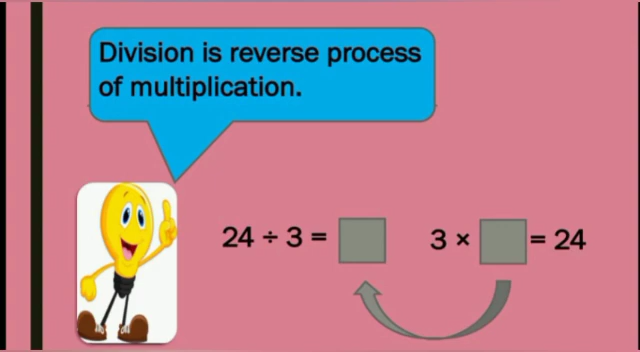 Division is reverse process
of multiplication.
24 ÷ 3 =
3 × = 24